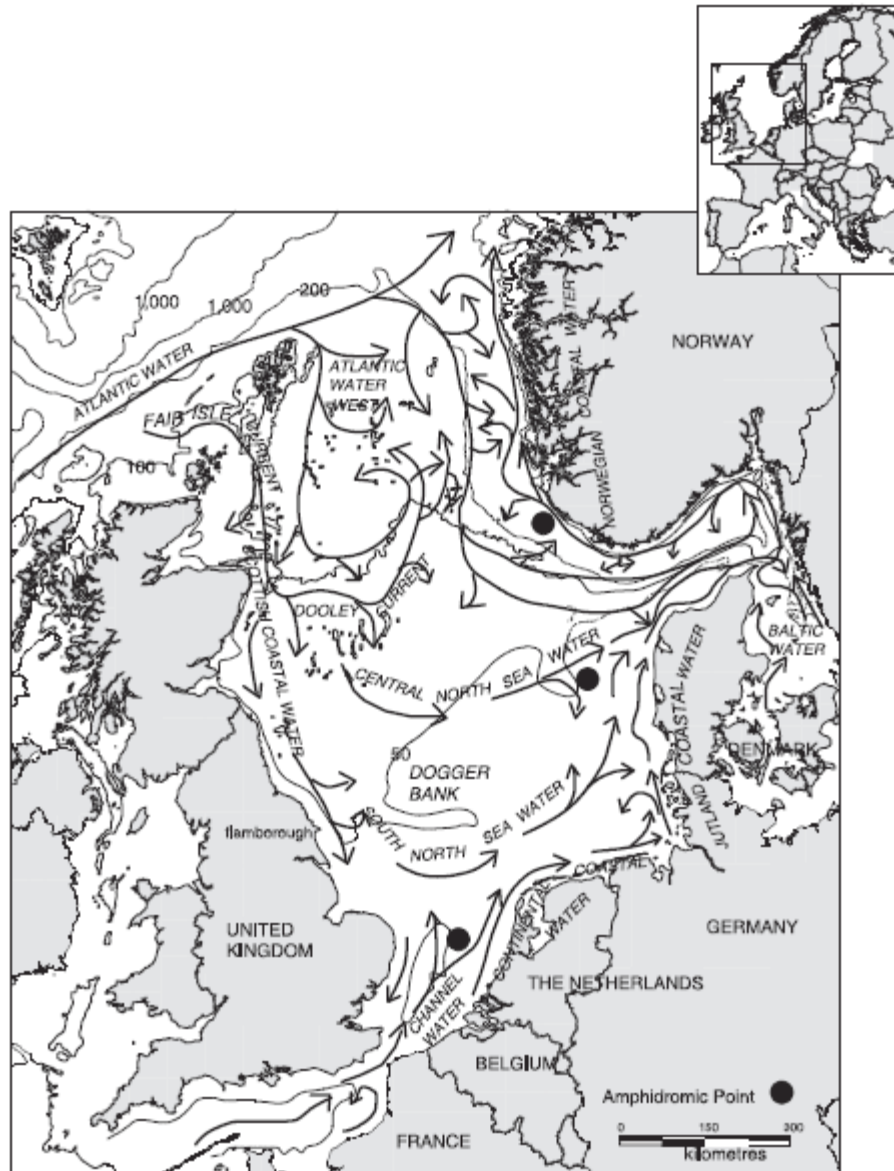 1,000
1,000
200
ATLANTIC WATER
NORWAY
NORWEGIAN COASTAL WATER
ATLANTIC
WATER
WEST
FAIR ISLE
CURRENT
100
SCOTTISH COASTAL WATER
DOOLEY CURRENT
BALTIC
WATER
CENTRAL NORTH SEA WATER
JUTLAND COASTAL WATER
DENMARK
50
DOGGER
BANK
SOUTH NORTH SEA WATER
flamborough
CONTINENTAL COASTAL
WATER
UNITED
KINGDOM
GERMANY
THE NETHERLANDS
CHANNEL
WATER
BELGIUM
Amphidromic Point
0 150 300
kilometres
FRANCE